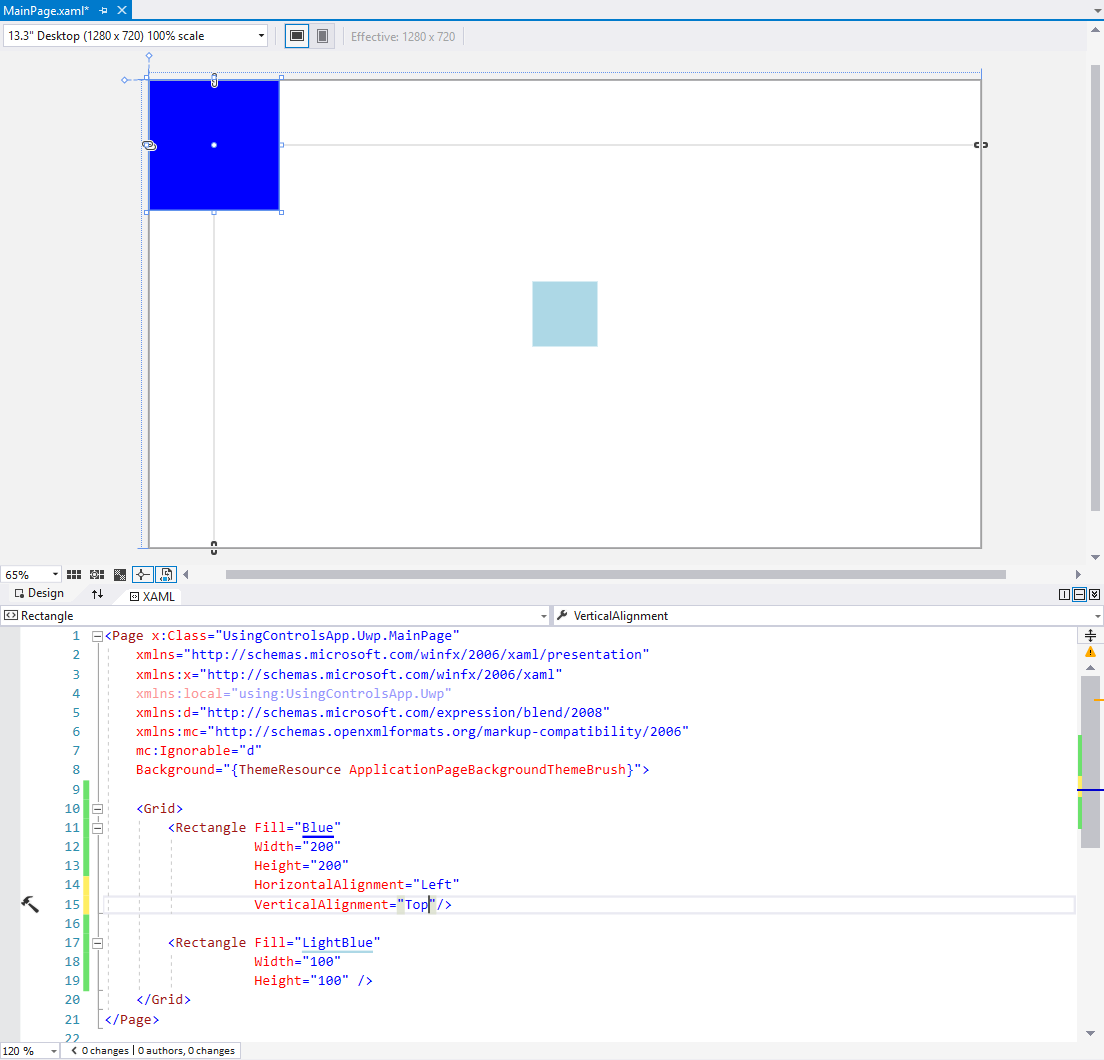 MainPage.xaml*
13.3" Desktop (1280 x 720) 100% scale
Effective: 1280 x 720
65%
Design
XAML
Rectangle
VerticalAlignment
1 <Page x:Class="UsingControlsApp.Uwp.MainPage"
2 xmlns="http://schemas.microsoft.com/winfx/2006/xaml/presentation"
3 xmlns:x="http://schemas.microsoft.com/winfx/2006/xaml"
4 xmlns:local="using:UsingControlsApp.Uwp"
5 xmlns:d="http://schemas.microsoft.com/expression/blend/2008"
6 xmlns:mc="http://schemas.openxmlformats.org/markup-compatibility/2006"
7 mc:Ignorable="d"
8 Background="{ThemeResource ApplicationPageBackgroundThemeBrush}">
9
10 <Grid>
11 <Rectangle Fill="Blue"
12 Width="200"
13 Height="200"
14 HorizontalAlignment="Left"
15 VerticalAlignment="Top"/>
16
17 <Rectangle Fill="LightBlue"
18 Width="100"
19 Height="100" />
20 </Grid>
21 </Page>
22
120 %
0 changes | 0 authors, 0 changes